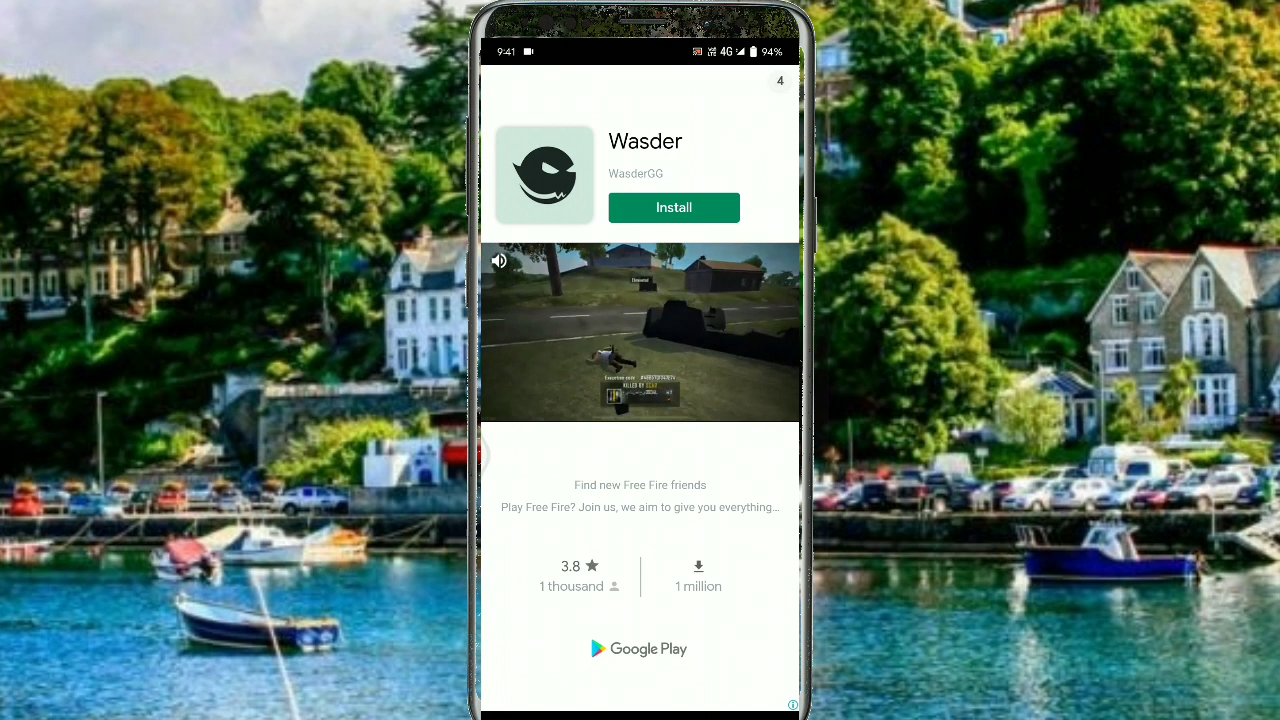 9:41
4G
94%
4
Wasder
WasderGG
Install
KILLED BY SCAR
Find new Free Fire friends
Play Free Fire? Join us, we aim to give you everything...
3.8
1 thousand
1 million
Google Play